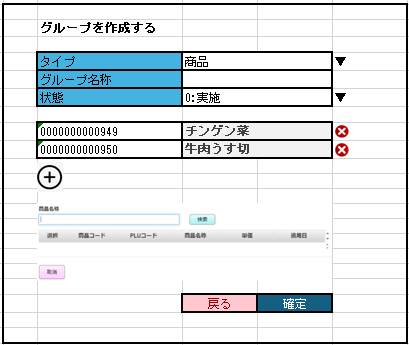 グループを作成する
タイプ 商品 ▼
グループ名称
状態 0:実施 ▼
0000000000949 チンゲン菜
0000000000950 牛肉うす切
商品名称
検索
選択 商品コード PLUコード 商品名称 単価 適用日
取消
戻る 確定